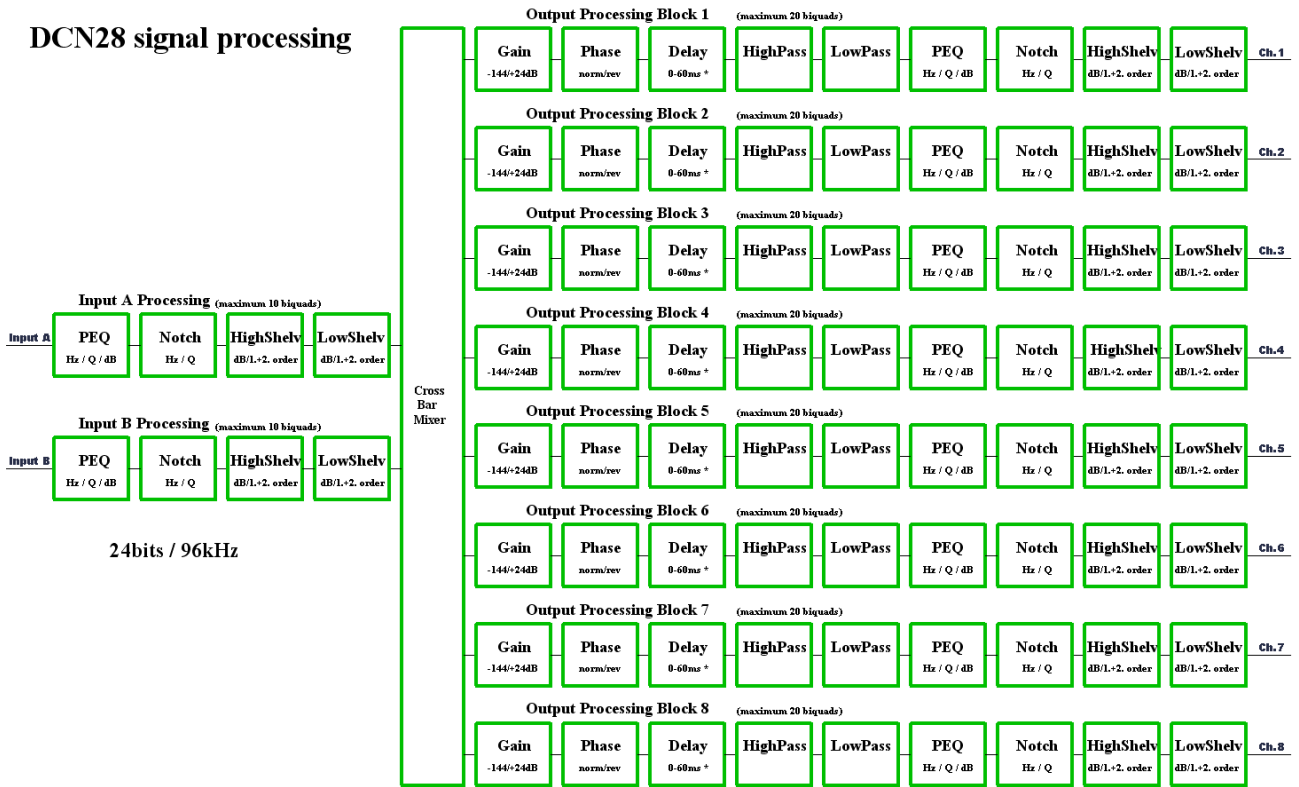 DCN28 signal processing
Output Processing Block 1 (maximum 20 biquads)
Gain Phase Delay HighPass LowPass PEQ Notch HighShelv LowShelv Ch.1
-144/+24dB norm/rev 0-60ms * Hz / Q / dB Hz / Q dB/1.+2. order dB/1.+2. order
Output Processing Block 2 (maximum 20 biquads)
Gain Phase Delay HighPass LowPass PEQ Notch HighShelv LowShelv Ch.2
-144/+24dB norm/rev 0-60ms * Hz / Q / dB Hz / Q dB/1.+2. order dB/1.+2. order
Output Processing Block 3 (maximum 20 biquads)
Gain Phase Delay HighPass LowPass PEQ Notch HighShelv LowShelv Ch.3
-144/+24dB norm/rev 0-60ms * Hz / Q / dB Hz / Q dB/1.+2. order dB/1.+2. order
Input A Processing (maximum 10 biquads)
Input A PEQ Notch HighShelv LowShelv
Hz / Q / dB Hz / Q dB/1.+2. order dB/1.+2. order
Output Processing Block 4 (maximum 20 biquads)
Gain Phase Delay HighPass LowPass PEQ Notch HighShelv LowShelv Ch.4
-144/+24dB norm/rev 0-60ms * Hz / Q / dB Hz / Q dB/1.+2. order dB/1.+2. order
Cross
Bar
Mixer
Input B Processing (maximum 10 biquads)
Input B PEQ Notch HighShelv LowShelv
Hz / Q / dB Hz / Q dB/1.+2. order dB/1.+2. order
Output Processing Block 5 (maximum 20 biquads)
Gain Phase Delay HighPass LowPass PEQ Notch HighShelv LowShelv Ch.5
-144/+24dB norm/rev 0-60ms * Hz / Q / dB Hz / Q dB/1.+2. order dB/1.+2. order
24bits / 96kHz
Output Processing Block 6 (maximum 20 biquads)
Gain Phase Delay HighPass LowPass PEQ Notch HighShelv LowShelv Ch.6
-144/+24dB norm/rev 0-60ms * Hz / Q / dB Hz / Q dB/1.+2. order dB/1.+2. order
Output Processing Block 7 (maximum 20 biquads)
Gain Phase Delay HighPass LowPass PEQ Notch HighShelv LowShelv Ch.7
-144/+24dB norm/rev 0-60ms * Hz / Q / dB Hz / Q dB/1.+2. order dB/1.+2. order
Output Processing Block 8 (maximum 20 biquads)
Gain Phase Delay HighPass LowPass PEQ Notch HighShelv LowShelv Ch.8
-144/+24dB norm/rev 0-60ms * Hz / Q / dB Hz / Q dB/1.+2. order dB/1.+2. order